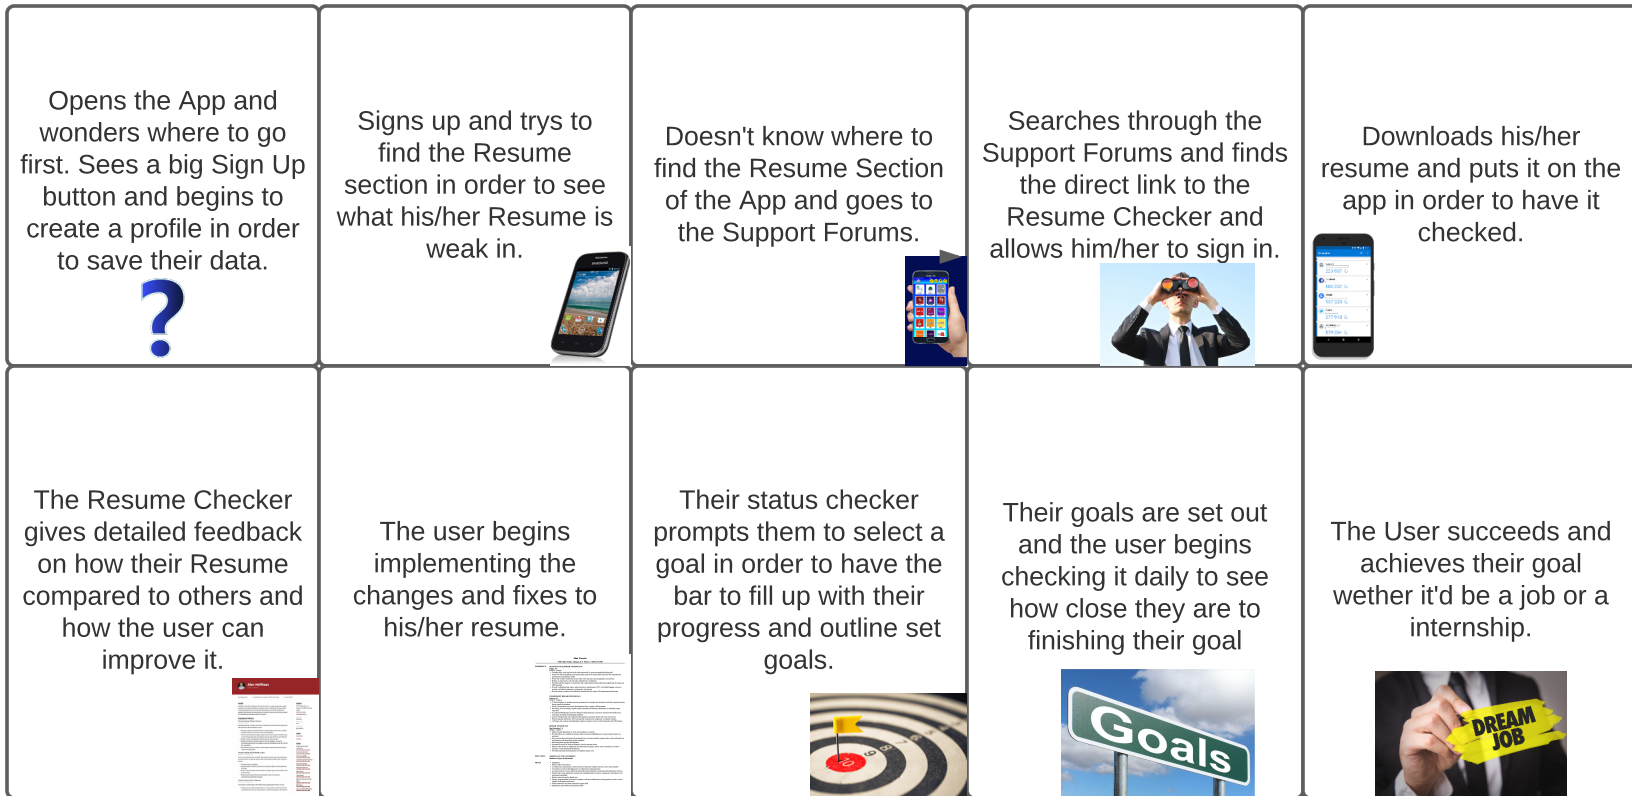 Opens the App and
wonders where to go
first. Sees a big Sign Up
button and begins to
create a profile in order
to save their data.
Signs up and trys to
find the Resume
section in order to see
what his/her Resume is
weak in.
Doesn't know where to
find the Resume Section
of the App and goes to
the Support Forums.
Searches through the
Support Forums and finds
the direct link to the
Resume Checker and
allows him/her to sign in.
Downloads his/her
resume and puts it on the
app in order to have it
checked.
The Resume Checker
gives detailed feedback
on how their Resume
compared to others and
how the user can
improve it.
The user begins
implementing the
changes and fixes to
his/her resume.
Their status checker
prompts them to select a
goal in order to have the
bar to fill up with their
progress and outline set
goals.
10
9
8
6
Their goals are set out
and the user begins
checking it daily to see
how close they are to
finishing their goal
Goals
The User succeeds and
achieves their goal
wether it'd be a job or a
internship.
DREAM
JOB